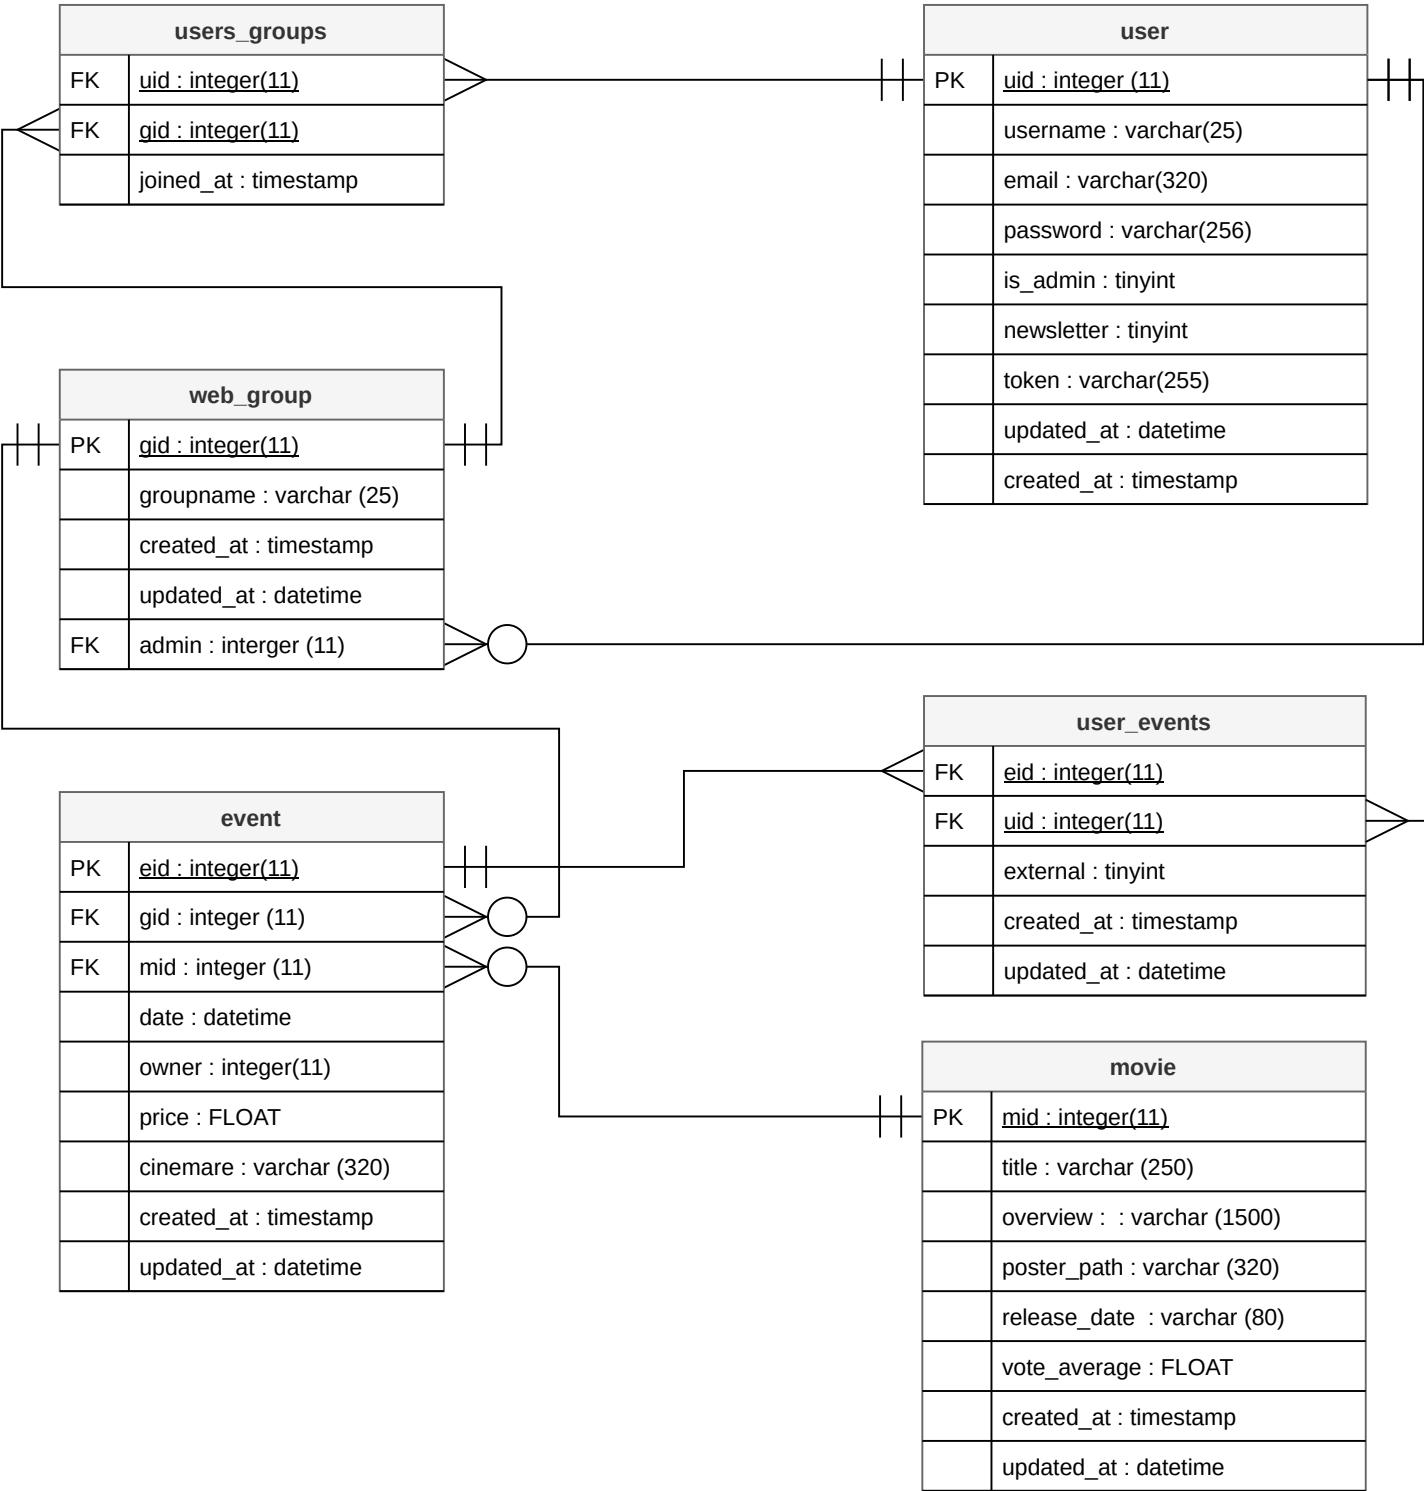 users_groups
FK uid : integer(11)
FK gid : integer(11)
joined_at : timestamp
user
PK uid : integer (11)
username : varchar(25)
email : varchar(320)
password : varchar(256)
is_admin : tinyint
newsletter : tinyint
token : varchar(255)
updated_at : datetime
created_at : timestamp
web_group
PK gid : integer(11)
groupname : varchar (25)
created_at : timestamp
updated_at : datetime
FK admin : interger (11)
user_events
FK eid : integer(11)
FK uid : integer(11)
external : tinyint
created_at : timestamp
updated_at : datetime
event
PK eid : integer(11)
FK gid : integer (11)
FK mid : integer (11)
date : datetime
owner : integer(11)
price : FLOAT
cinemare : varchar (320)
created_at : timestamp
updated_at : datetime
movie
PK mid : integer(11)
title : varchar (250)
overview :  : varchar (1500)
poster_path : varchar (320)
release_date  : varchar (80)
vote_average : FLOAT
created_at : timestamp
updated_at : datetime